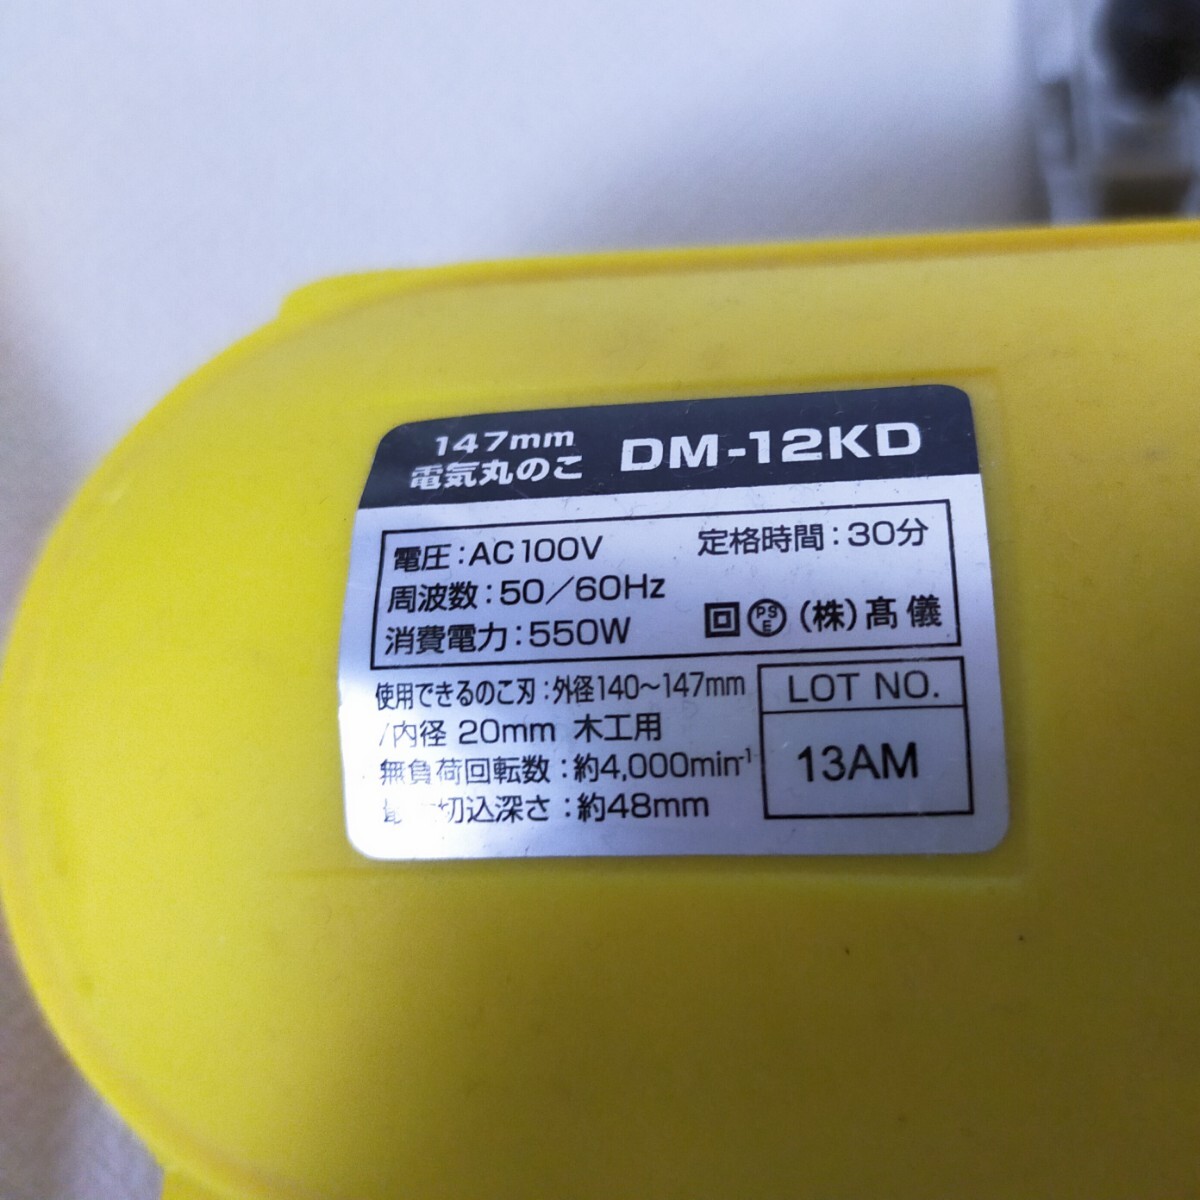 147mm
電気丸のこ DM-12KD
電圧：AC100V 定格時間：30分
周波数：50／60Hz
消費電力：550W PSE (株)髙儀
使用できるのこ刃：外径140〜147mm
/内径 20mm 木工用
無負荷回転数：約4,000min-1
切込深さ：約48mm
LOT NO.
13AM